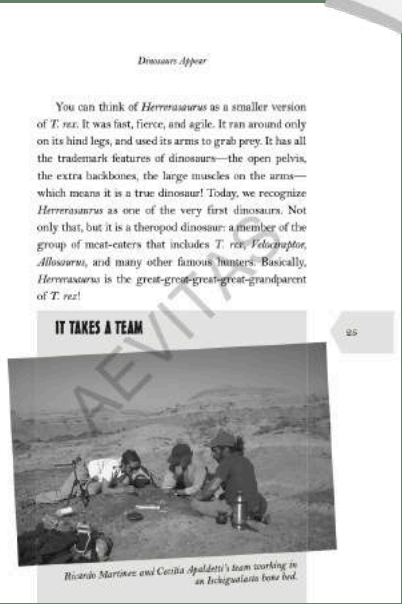 Dinosaurs Appear
You can think of Herrerasaurus as a smaller version
of T. rex. It was fast, fierce, and agile. It ran around only
on its hind legs, and used its arms to grab prey. It has all
the trademark features of dinosaurs—the open pelvis,
the extra backbones, the large muscles on the arms—
which means it is a true dinosaur! Today, we recognize
Herrerasaurus as one of the very first dinosaurs. Not
only that, but it is a theropod dinosaur: a member of the
group of meat-eaters that includes T. rex, Velociraptor,
Allosaurus, and many other famous hunters. Basically,
Herrerasaurus is the great-great-great-great-grandparent
of T. rex!
IT TAKES A TEAM
25
AEVITAS
Ricardo Martinez and Cecilia Apaldetti's team working in
an Ischigualasto bone bed.